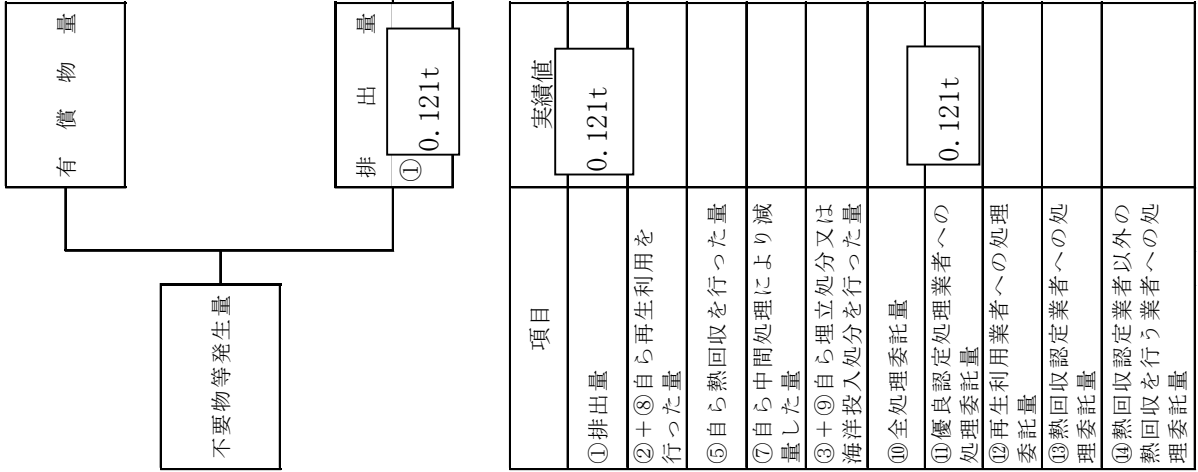 有 償 物 量
不要物等発生量
排 出 量
①
0.121t
項目
実績値
①排出量
0.121t
②+⑧自ら再生利用を
行った量
⑤自ら熱回収を行った量
⑦自ら中間処理により減
量した量
③+⑨自ら埋立処分又は
海洋投入処分を行った量
⑩全処理委託量
0.121t
⑪優良認定処理業者への
処理委託量
⑫再生利用業者への処理
委託量
⑬熱回収認定業者への処
理委託量
⑭熱回収認定業者以外の
熱回収を行う業者への処
理委託量